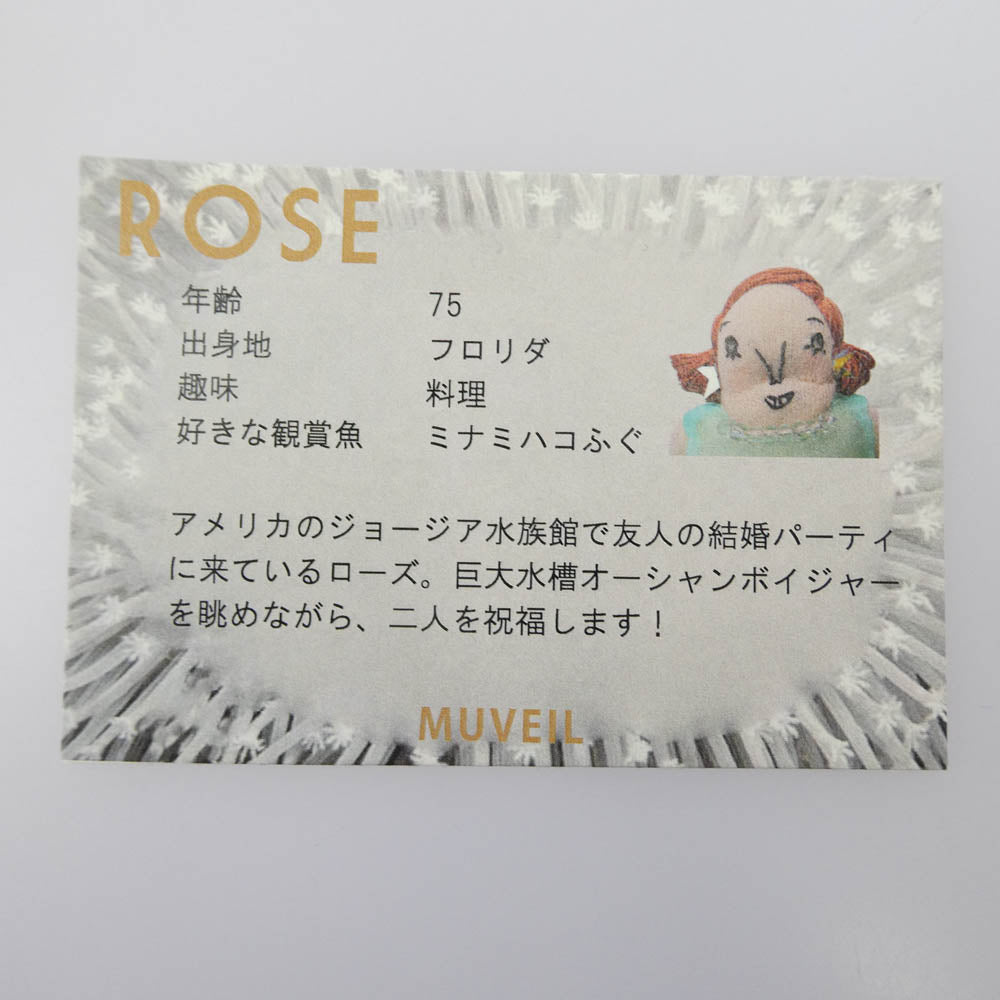 ROSE
年齢 75
出身地 フロリダ
趣味 料理
好きな観賞魚 ミナミハコふぐ
アメリカのジョージア水族館で友人の結婚パーティ
に来ているローズ。巨大水槽オーシャンボイジャー
を眺めながら、二人を祝福します！
MUVEIL